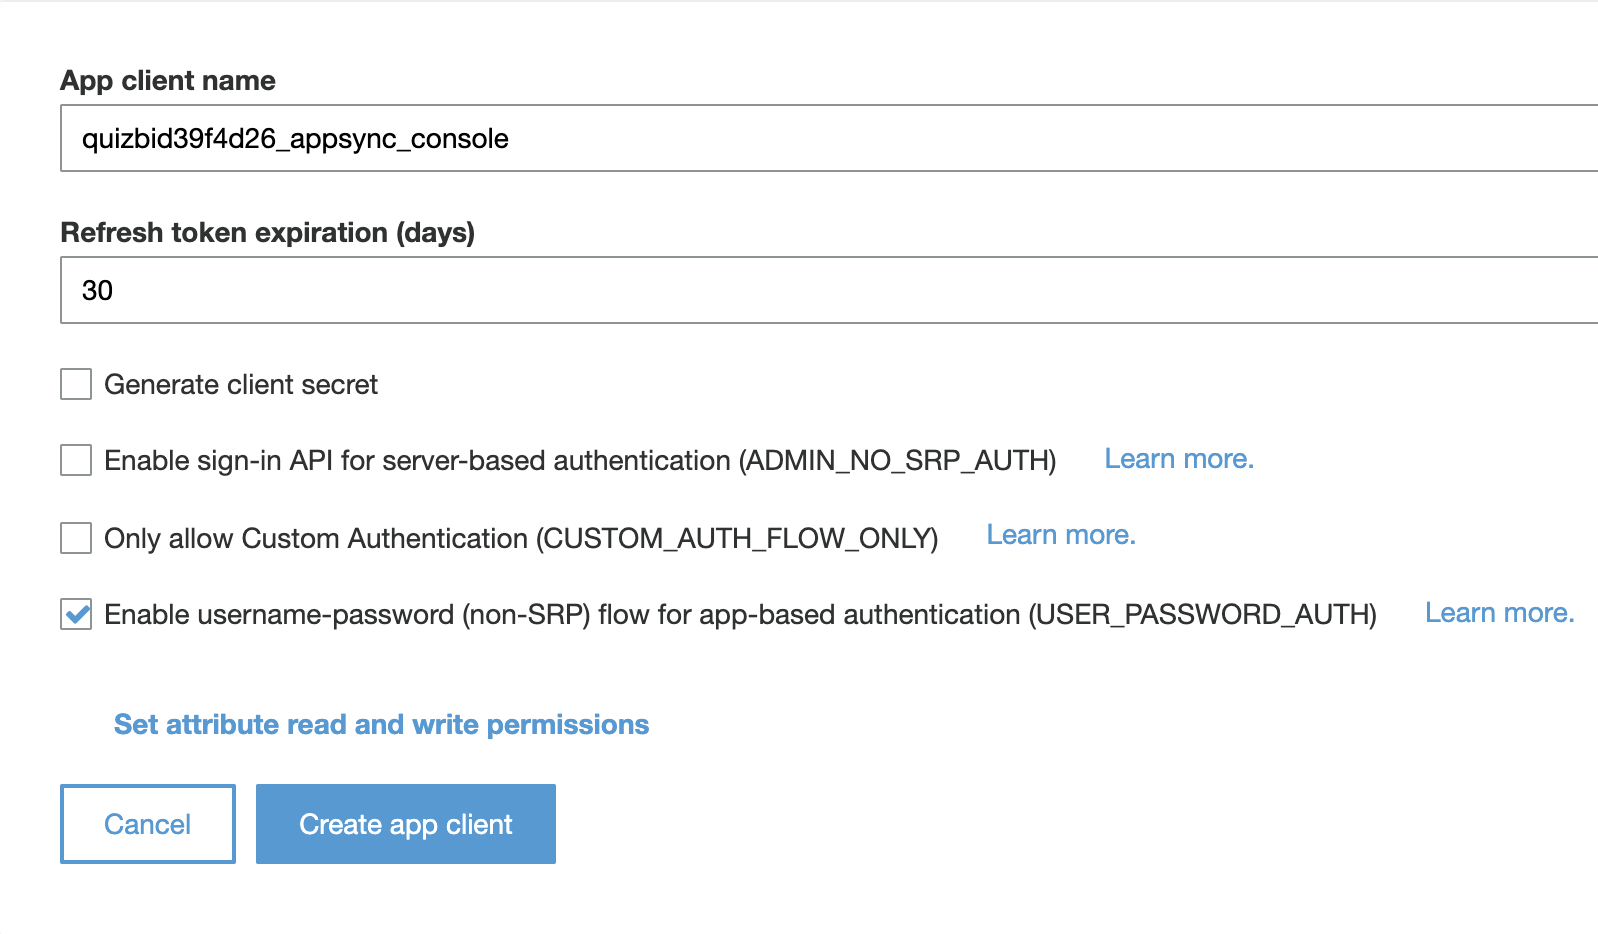 App client name
quizbid39f4d26_appsync_console
Refresh token expiration (days)
30
Generate client secret
Enable sign-in API for server-based authentication (ADMIN_NO_SRP_AUTH) Learn more.
Only allow Custom Authentication (CUSTOM_AUTH_FLOW_ONLY) Learn more.
Enable username-password (non-SRP) flow for app-based authentication (USER_PASSWORD_AUTH) Learn more.
Set attribute read and write permissions
Cancel Create app client